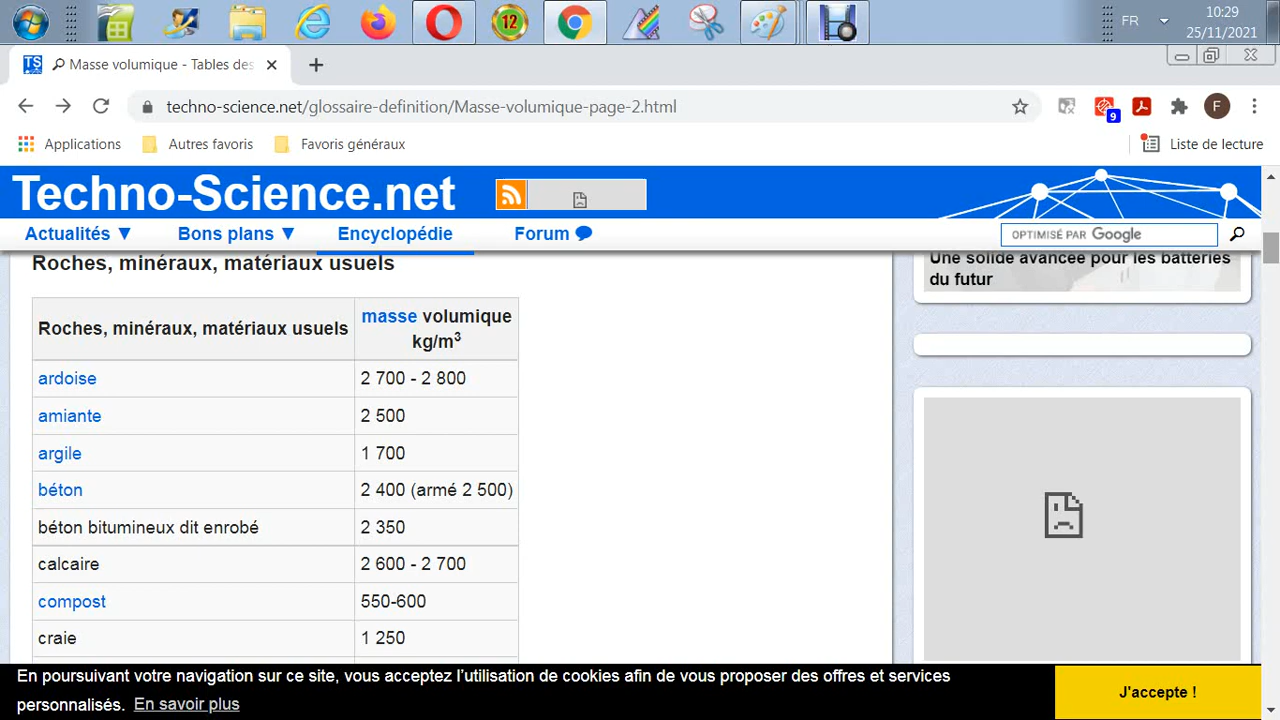 12
FR
10:29
25/11/2021
TS
Masse volumique - Tables des
techno-science.net/glossaire-definition/Masse-volumique-page-2.html
9
F
Applications
Autres favoris
Favoris généraux
Liste de lecture
Techno-Science.net
Actualités ▼
Bons plans ▼
Encyclopédie
Forum
OPTIMISÉ PAR Google
Roches, minéraux, matériaux usuels
Une solide avancée pour les batteries
du futur
Roches, minéraux, matériaux usuels
masse volumique
kg/m³
ardoise 2 700 - 2 800
amiante 2 500
argile 1 700
béton 2 400 (armé 2 500)
béton bitumineux dit enrobé 2 350
calcaire 2 600 - 2 700
compost 550-600
craie 1 250
En poursuivant votre navigation sur ce site, vous acceptez l’utilisation de cookies afin de vous proposer des offres et services
personnalisés. En savoir plus
J'accepte !